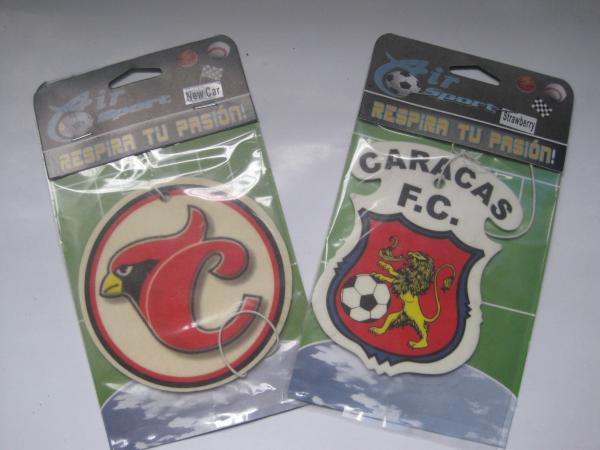 Air
Sport
New Car
RESPIRA TU PASIÓN!
C
Air
Sport
Strawberry
RESPIRA TU PASIÓN!
CARACAS
F.C.